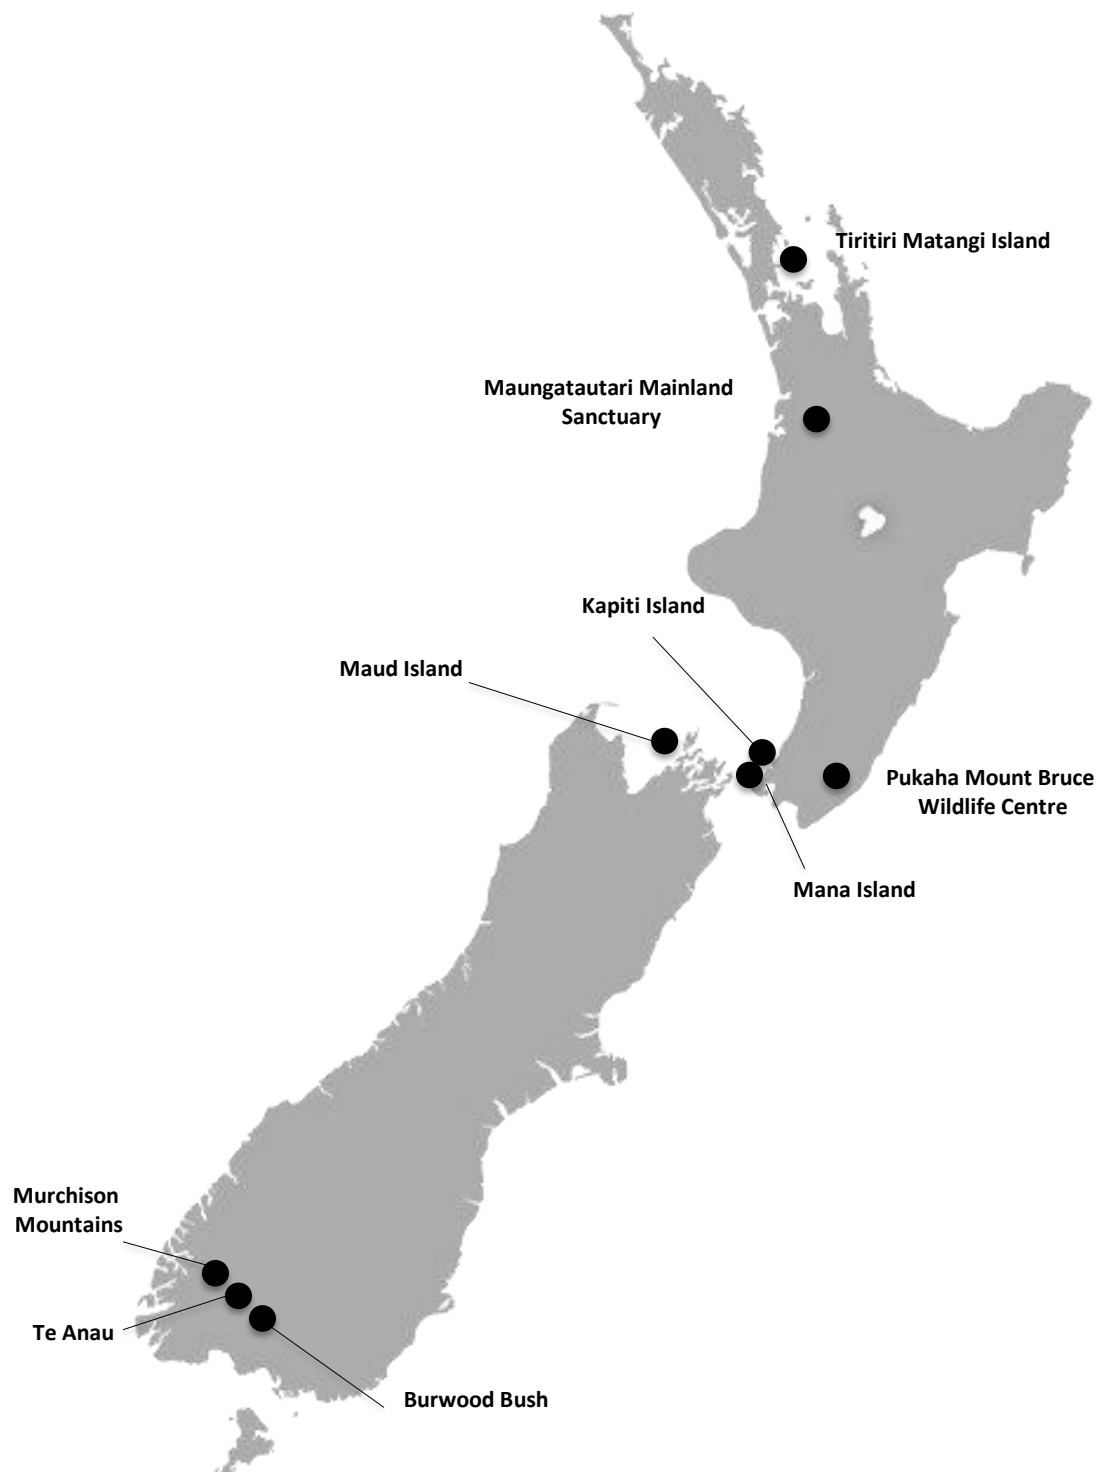 Tiritiri Matangi Island
Maungatautari Mainland
Sanctuary
Kapiti Island
Maud Island
Pukaha Mount Bruce
Wildlife Centre
Mana Island
Murchison
Mountains
Te Anau
Burwood Bush